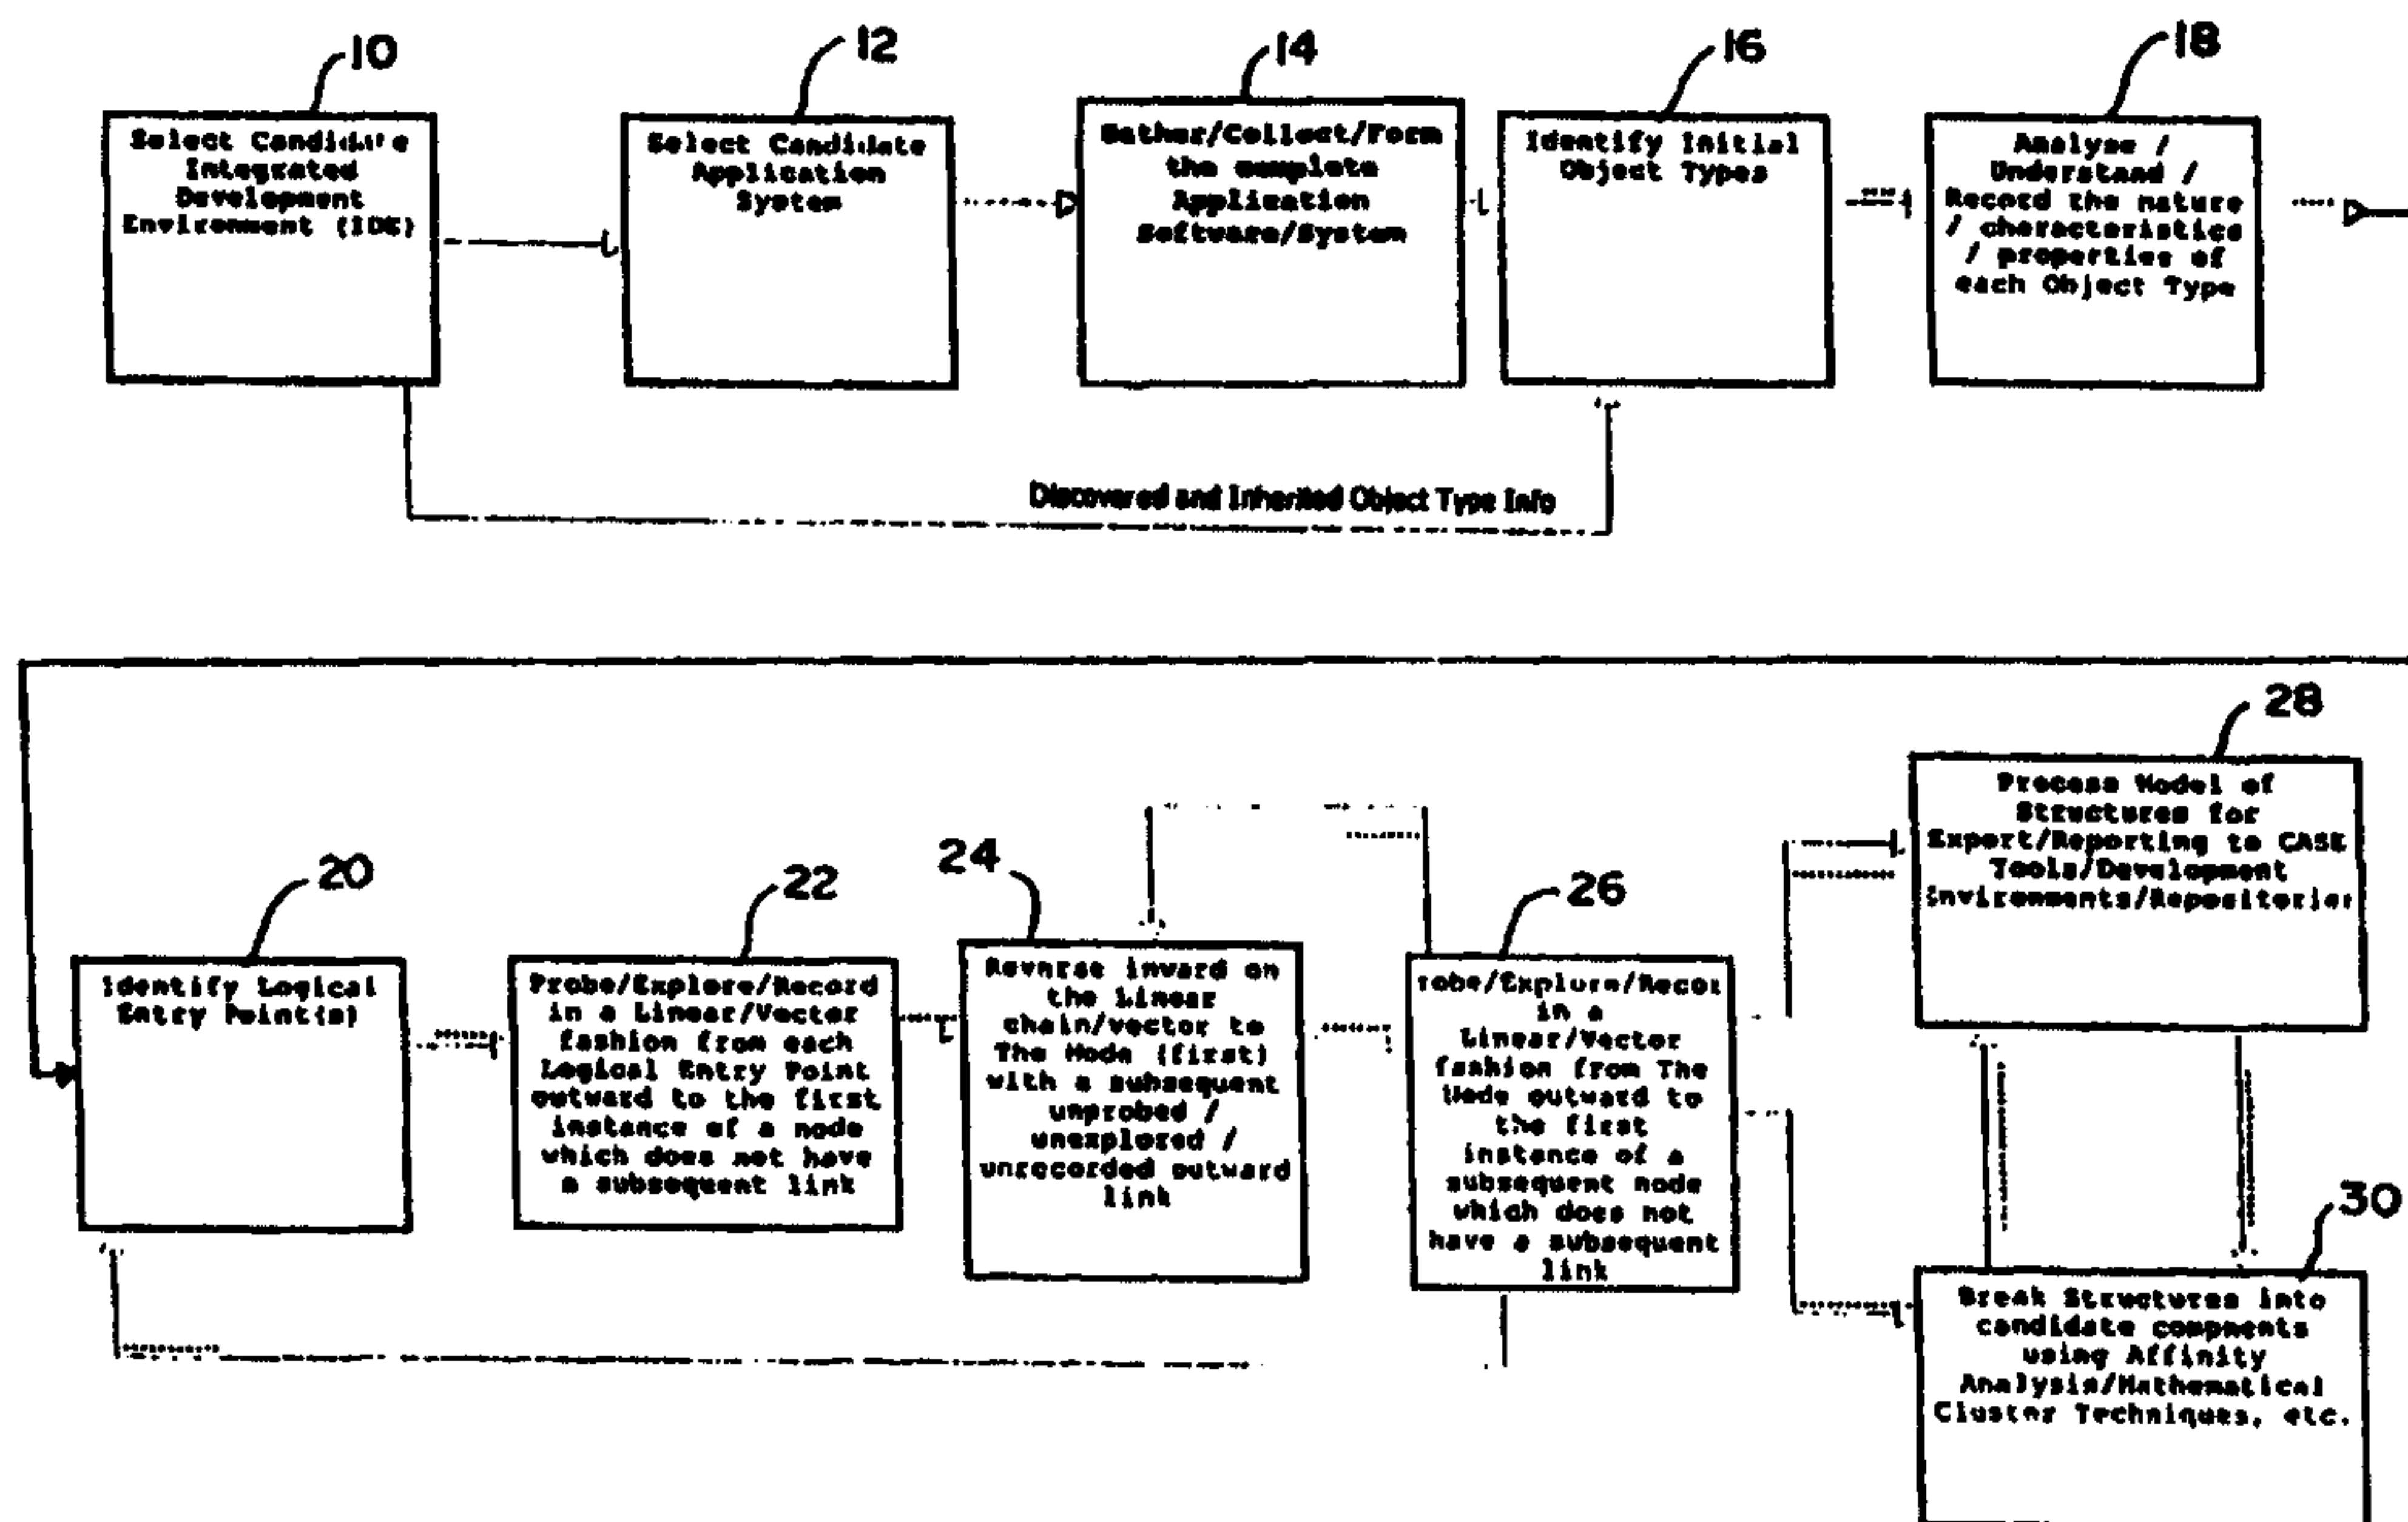 10
Select Candidate
Integrated
Development
Environment (IDE)
12
Select Candidate
Application
System
14
Gather/Collect/Form
the complete
Application
Software/System
16
Identify Initial
Object Types
18
Analyse /
Understand /
Record the nature
/ characteristics
/ properties of
each Object Type
Discovered and Inherited Object Type Info
20
Identify Logical
Entry Point(s)
22
Probe/Explore/Record
in a Linear/Vector
fashion from each
Logical Entry Point
outward to the first
instance of a node
which does not have
a subsequent link
24
Reverse inward on
the Linear
chain/vector to
The Node (first)
with a subsequent
unprobed /
unexplored /
unrecorded outward
link
26
robe/Explore/Recor
in a
Linear/Vector
fashion from The
Node outward to
the first
instance of a
subsequent node
which does not
have a subsequent
link
28
Process Model of
Structures for
Export/Reporting to CASE
Tools/Development
Environments/Repositories
30
Break Structures into
candidate compnents
using Affinity
Analysis/Mathematical
Cluster Techniques, etc.